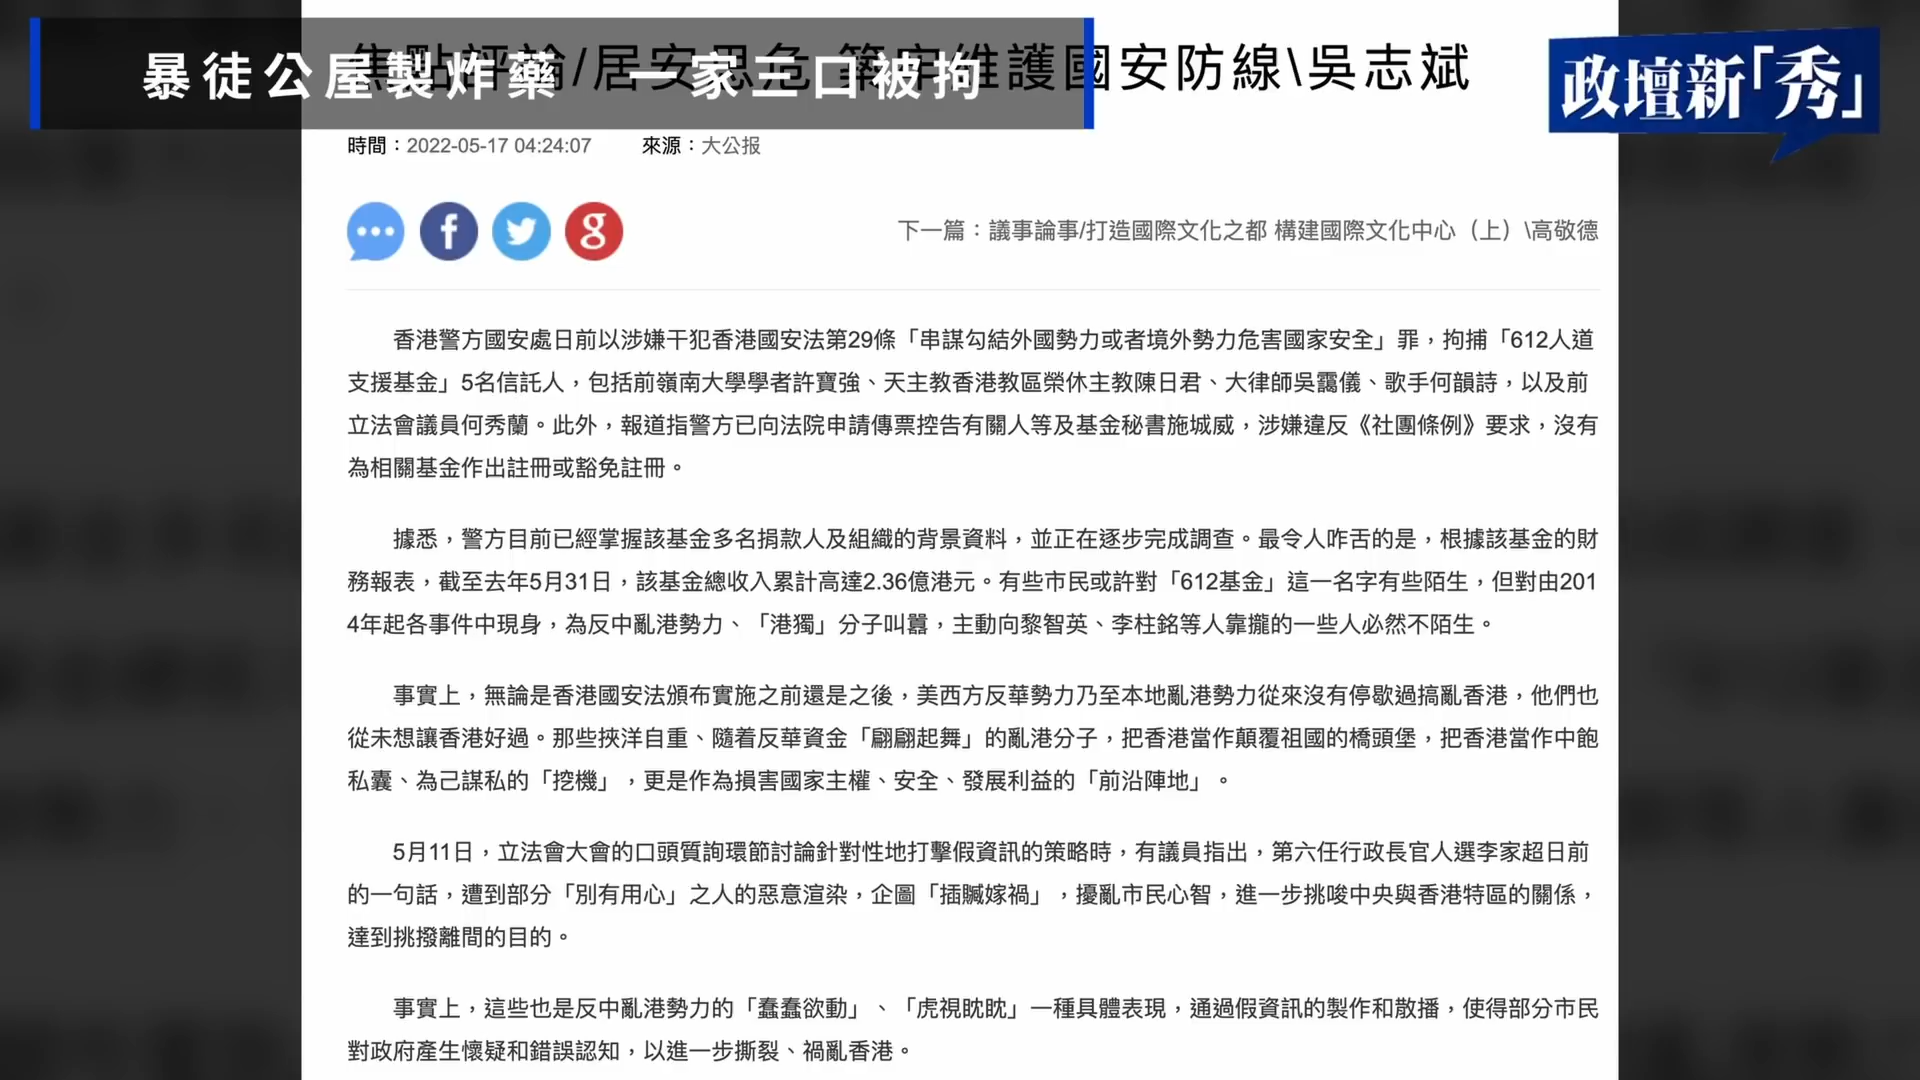 暴徒公屋製炸藥 一家三口被拘
焦點評論/居安思危 築牢維護國安防線\吳志斌
政壇新「秀」
時間：2022-05-17 04:24:07 來源：大公报
下一篇：議事論事/打造國際文化之都 構建國際文化中心（上）\高敬德
香港警方國安處日前以涉嫌干犯香港國安法第29條「串謀勾結外國勢力或者境外勢力危害國家安全」罪，拘捕「612人道
支援基金」5名信託人，包括前嶺南大學學者許寶強、天主教香港教區榮休主教陳日君、大律師吳靄儀、歌手何韻詩，以及前
立法會議員何秀蘭。此外，報道指警方已向法院申請傳票控告有關人等及基金秘書施城威，涉嫌違反《社團條例》要求，沒有
為相關基金作出註冊或豁免註冊。
據悉，警方目前已經掌握該基金多名捐款人及組織的背景資料，並正在逐步完成調查。最令人咋舌的是，根據該基金的財
務報表，截至去年5月31日，該基金總收入累計高達2.36億港元。有些市民或許對「612基金」這一名字有些陌生，但對由201
4年起各事件中現身，為反中亂港勢力、「港獨」分子叫囂，主動向黎智英、李柱銘等人靠攏的一些人必然不陌生。
事實上，無論是香港國安法頒布實施之前還是之後，美西方反華勢力乃至本地亂港勢力從來沒有停歇過搞亂香港，他們也
從未想讓香港好過。那些挾洋自重、隨着反華資金「翩翩起舞」的亂港分子，把香港當作顛覆祖國的橋頭堡，把香港當作中飽
私囊、為己謀私的「挖機」，更是作為損害國家主權、安全、發展利益的「前沿陣地」。
5月11日，立法會大會的口頭質詢環節討論針對性地打擊假資訊的策略時，有議員指出，第六任行政長官人選李家超日前
的一句話，遭到部分「別有用心」之人的惡意渲染，企圖「插贓嫁禍」，擾亂市民心智，進一步挑唆中央與香港特區的關係，
達到挑撥離間的目的。
事實上，這些也是反中亂港勢力的「蠢蠢欲動」、「虎視眈眈」一種具體表現，通過假資訊的製作和散播，使得部分市民
對政府產生懷疑和錯誤認知，以進一步撕裂、禍亂香港。